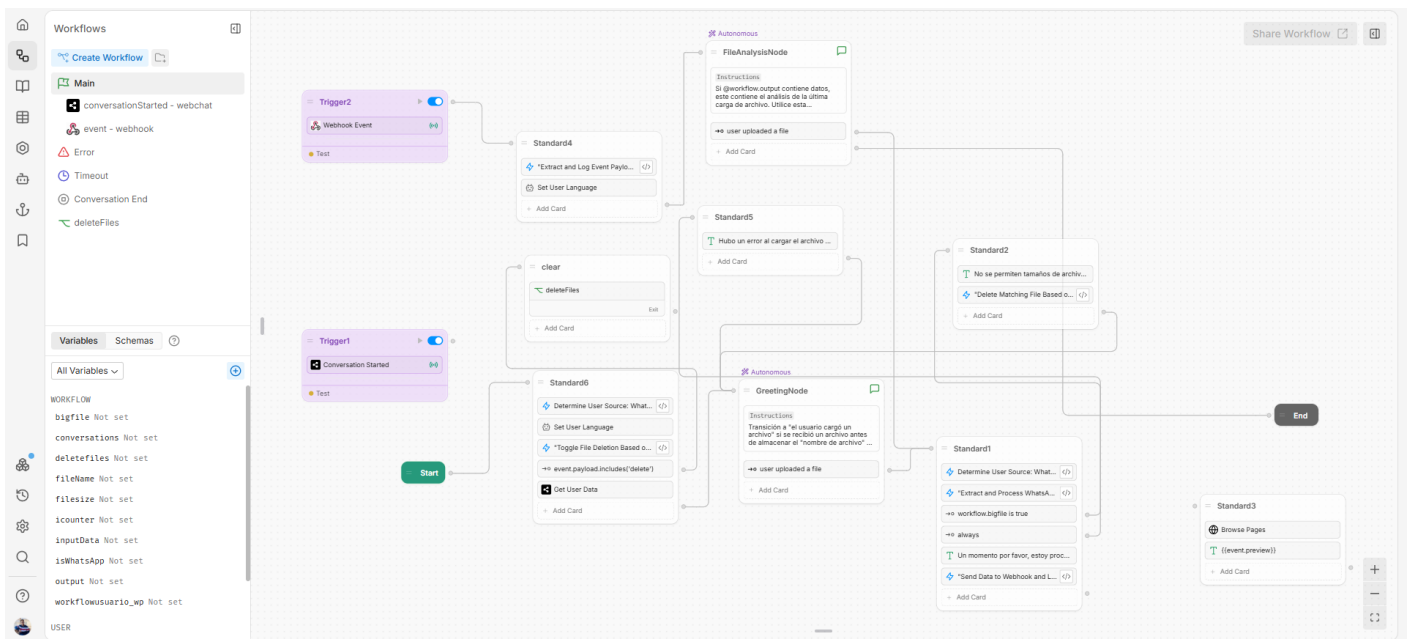 Workflows
Create Workflow
Main
conversationStarted - webchat
event - webhook
Error
Timeout
Conversation End
deleteFiles
Variables
Schemas
All Variables
WORKFLOW
bigfile Not set
conversations Not set
deletefiles Not set
fileName Not set
filesize Not set
icounter Not set
inputData Not set
isWhatsApp Not set
output Not set
workflowusuario_wp Not set
USER
Share Workflow
Trigger2
Webhook Event
Test
Standard4
"Extract and Log Event Paylo...
Set User Language
Add Card
Autonomous
FileAnalysisNode
Instructions
Si @workflow.output contiene datos,
este contiene el análisis de la última
carga de archivo. Utilice esta...
user uploaded a file
Add Card
Standard5
Hubo un error al cargar el archivo ...
Add Card
Standard2
No se permiten tamaños de archiv...
"Delete Matching File Based o...
Add Card
clear
deleteFiles
Exit
Add Card
Trigger1
Conversation Started
Test
Start
Standard6
Determine User Source: What...
Set User Language
"Toggle File Deletion Based o...
event.payload.includes('delete')
Get User Data
Add Card
Autonomous
GreetingNode
Instructions
Transición a "el usuario cargó un
archivo" si se recibió un archivo antes
de almacenar el "nombre de archivo" ...
user uploaded a file
Add Card
Standard1
Determine User Source: What...
"Extract and Process WhatsA...
workflow.bigfile is true
always
Un momento por favor, estoy proc...
"Send Data to Webhook and L...
Add Card
End
Standard3
Browse Pages
{{event.preview}}
Add Card